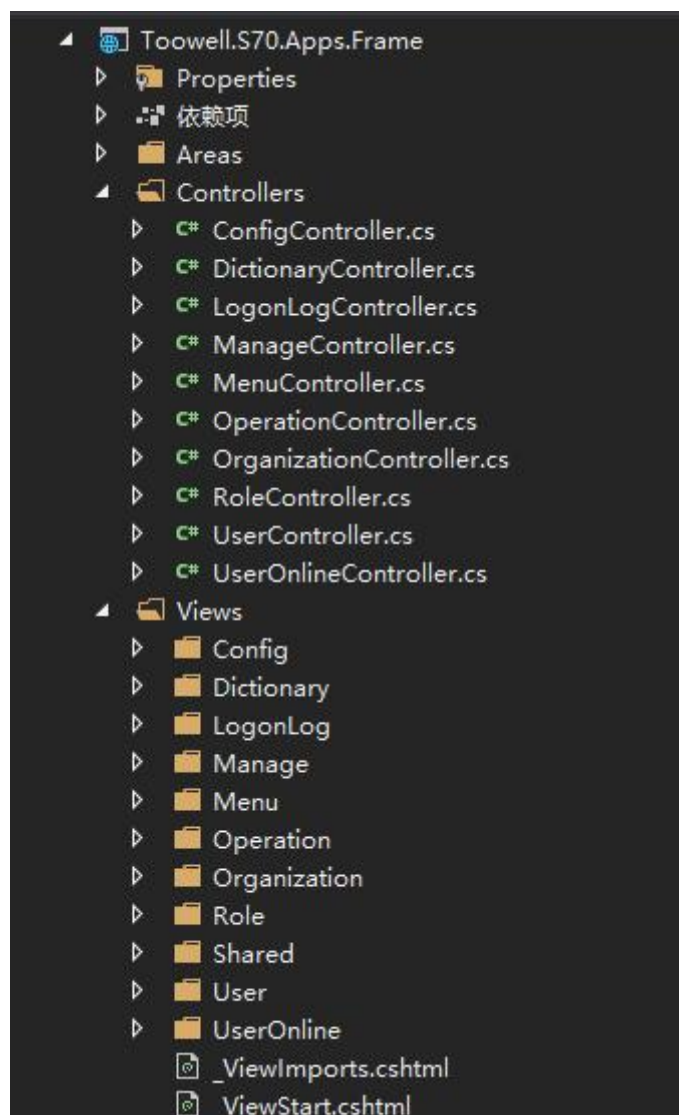 Toowell.S70.Apps.Frame
Properties
依赖项
Areas
Controllers
C# ConfigController.cs
C# DictionaryController.cs
C# LogonLogController.cs
C# ManageController.cs
C# MenuController.cs
C# OperationController.cs
C# OrganizationController.cs
C# RoleController.cs
C# UserController.cs
C# UserOnlineController.cs
Views
Config
Dictionary
LogonLog
Manage
Menu
Operation
Organization
Role
Shared
User
UserOnline
_ViewImports.cshtml
_ViewStart.cshtml